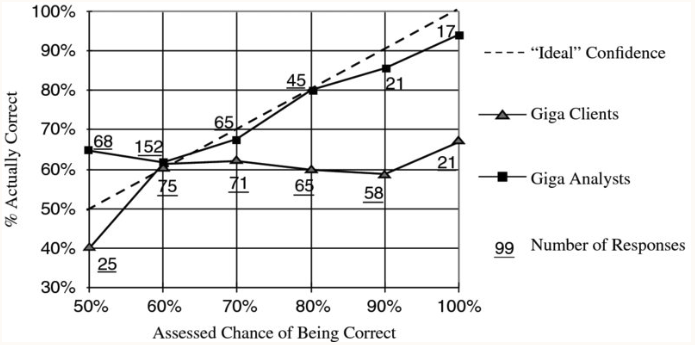 100%
90%
80%
70%
60%
50%
40%
30%
% Actually Correct
68
152
65
45
21
17
25
75
71
65
58
21
50% 60% 70% 80% 90% 100%
Assessed Chance of Being Correct
“Ideal” Confidence
Giga Clients
Giga Analysts
99 Number of Responses